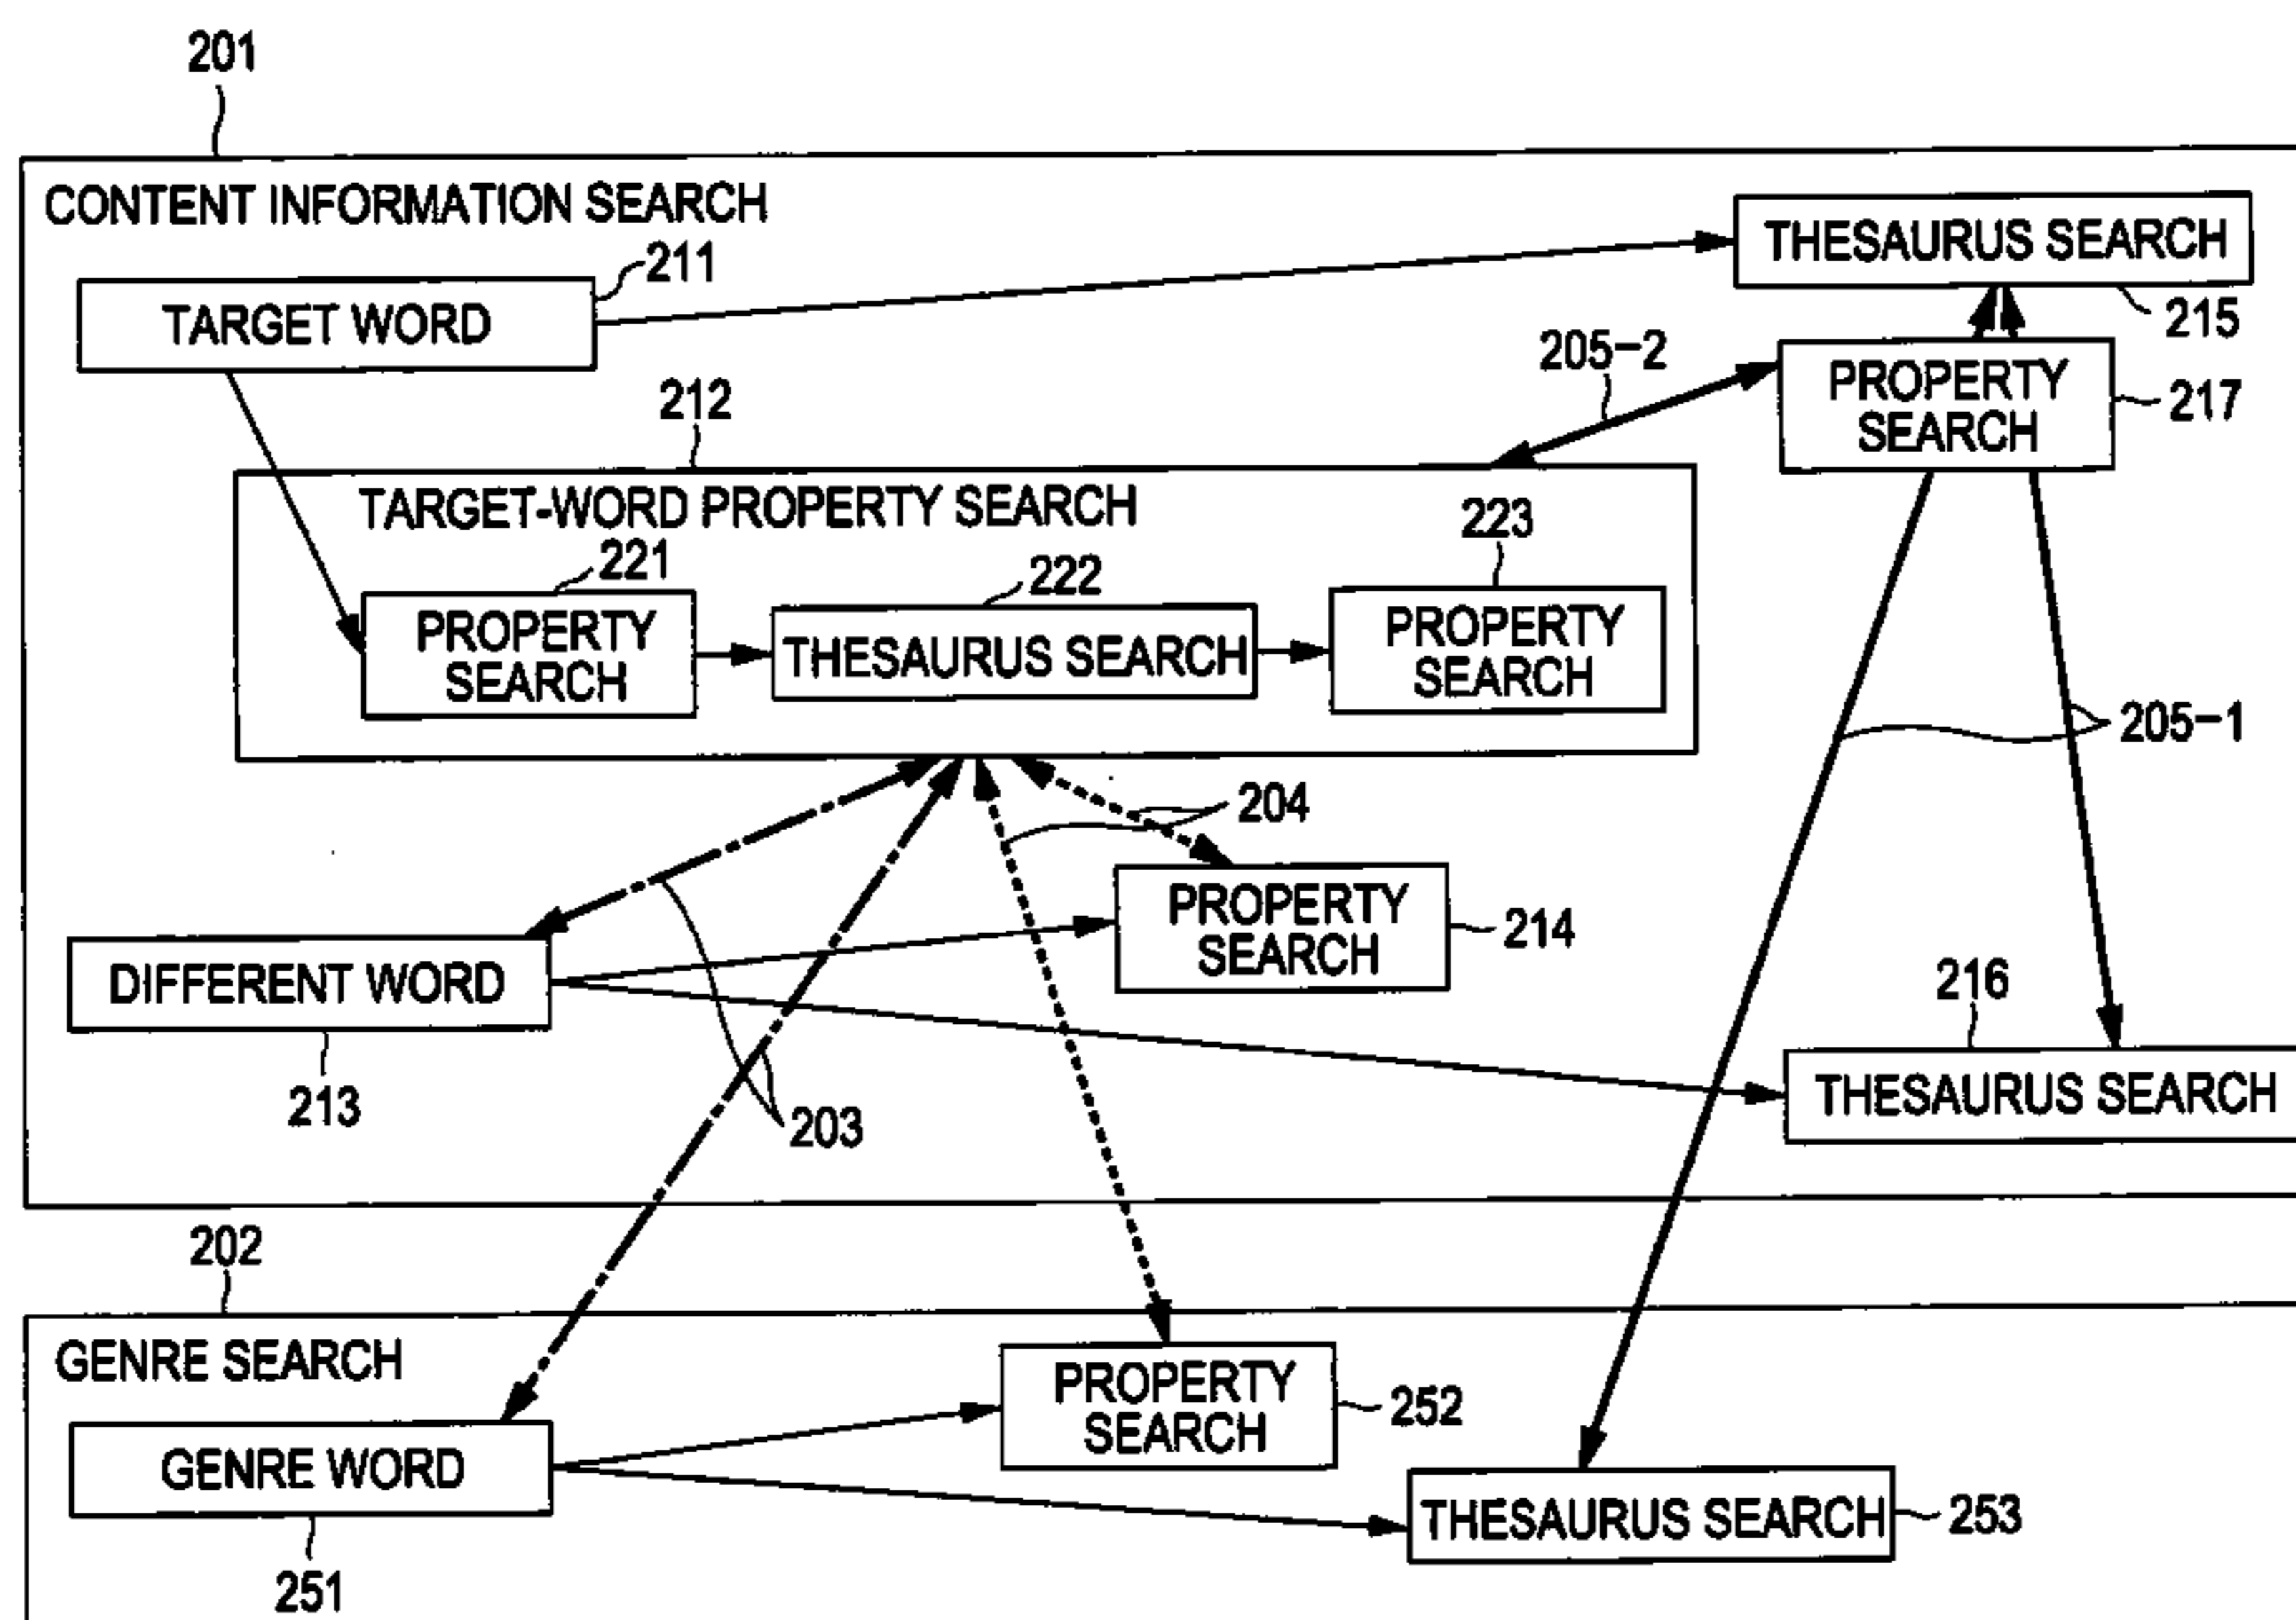 201
CONTENT INFORMATION SEARCH
THESAURUS SEARCH
211
TARGET WORD
215
205-2
PROPERTY
SEARCH
217
212
TARGET-WORD PROPERTY SEARCH
223
221
222
PROPERTY
SEARCH
THESAURUS SEARCH
PROPERTY
SEARCH
205-1
204
PROPERTY
SEARCH
214
DIFFERENT WORD
216
213
THESAURUS SEARCH
203
202
GENRE SEARCH
PROPERTY
SEARCH
252
GENRE WORD
THESAURUS SEARCH
253
251